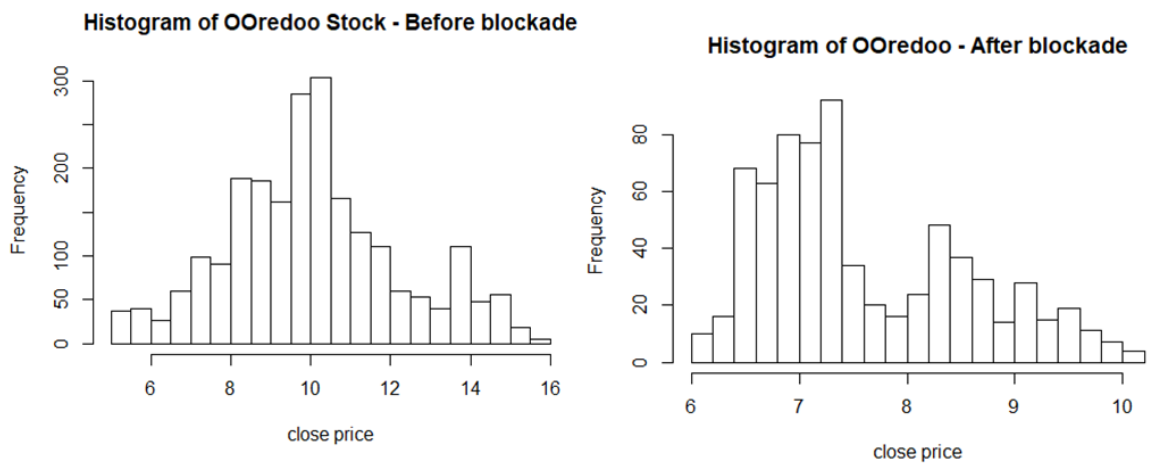 Histogram of OOredoo Stock - Before blockade
Frequency
0 50 100 200 300
6 8 10 12 14 16
close price
Histogram of OOredoo - After blockade
Frequency
0 20 40 60 80
6 7 8 9 10
close price